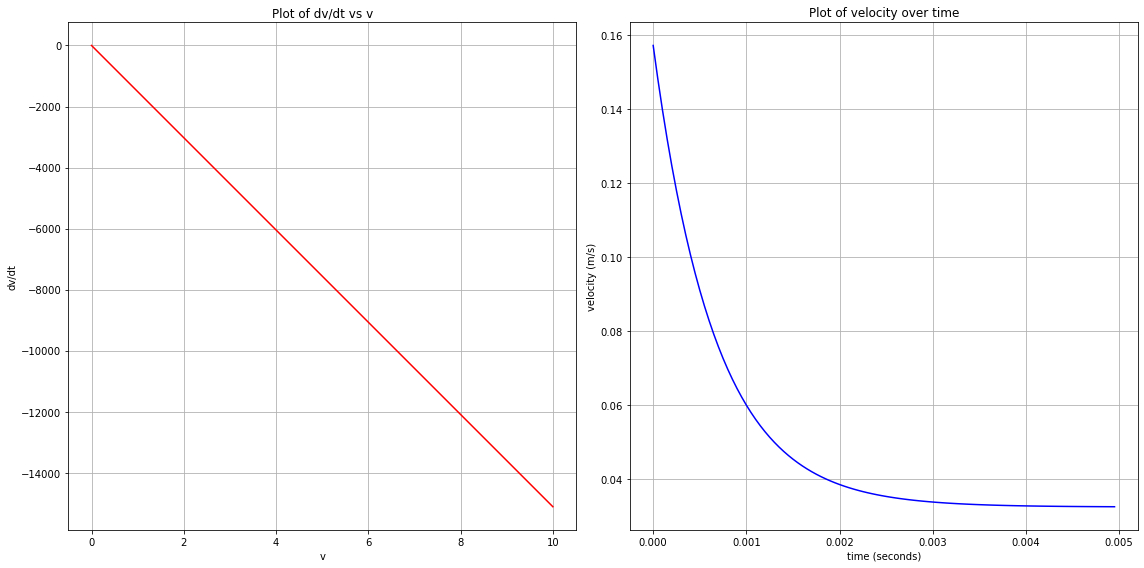 Plot of dv/dt vs v
dv/dt
0
−2000
−4000
−6000
−8000
−10000
−12000
−14000
0 2 4 6 8 10
v
Plot of velocity over time
velocity (m/s)
0.16
0.14
0.12
0.10
0.08
0.06
0.04
0.000 0.001 0.002 0.003 0.004 0.005
time (seconds)